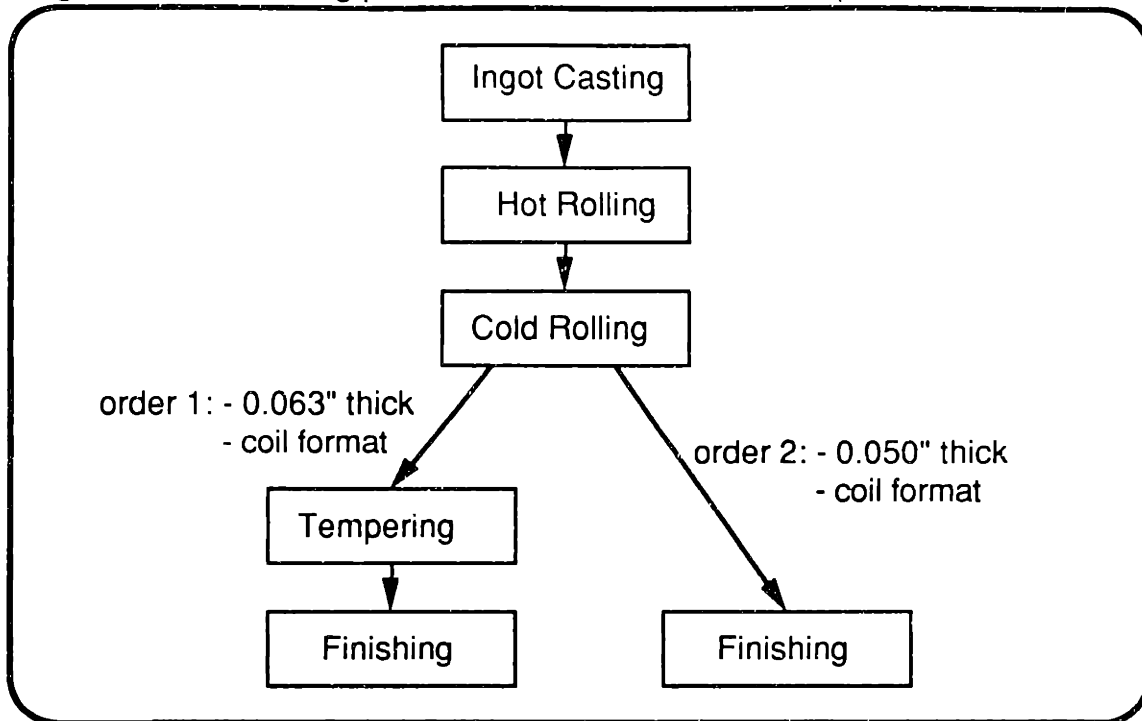 Ingot Casting
Hot Rolling
Cold Rolling
order 1: - 0.063" thick
- coil format
order 2: - 0.050" thick
- coil format
Tempering
Finishing
Finishing